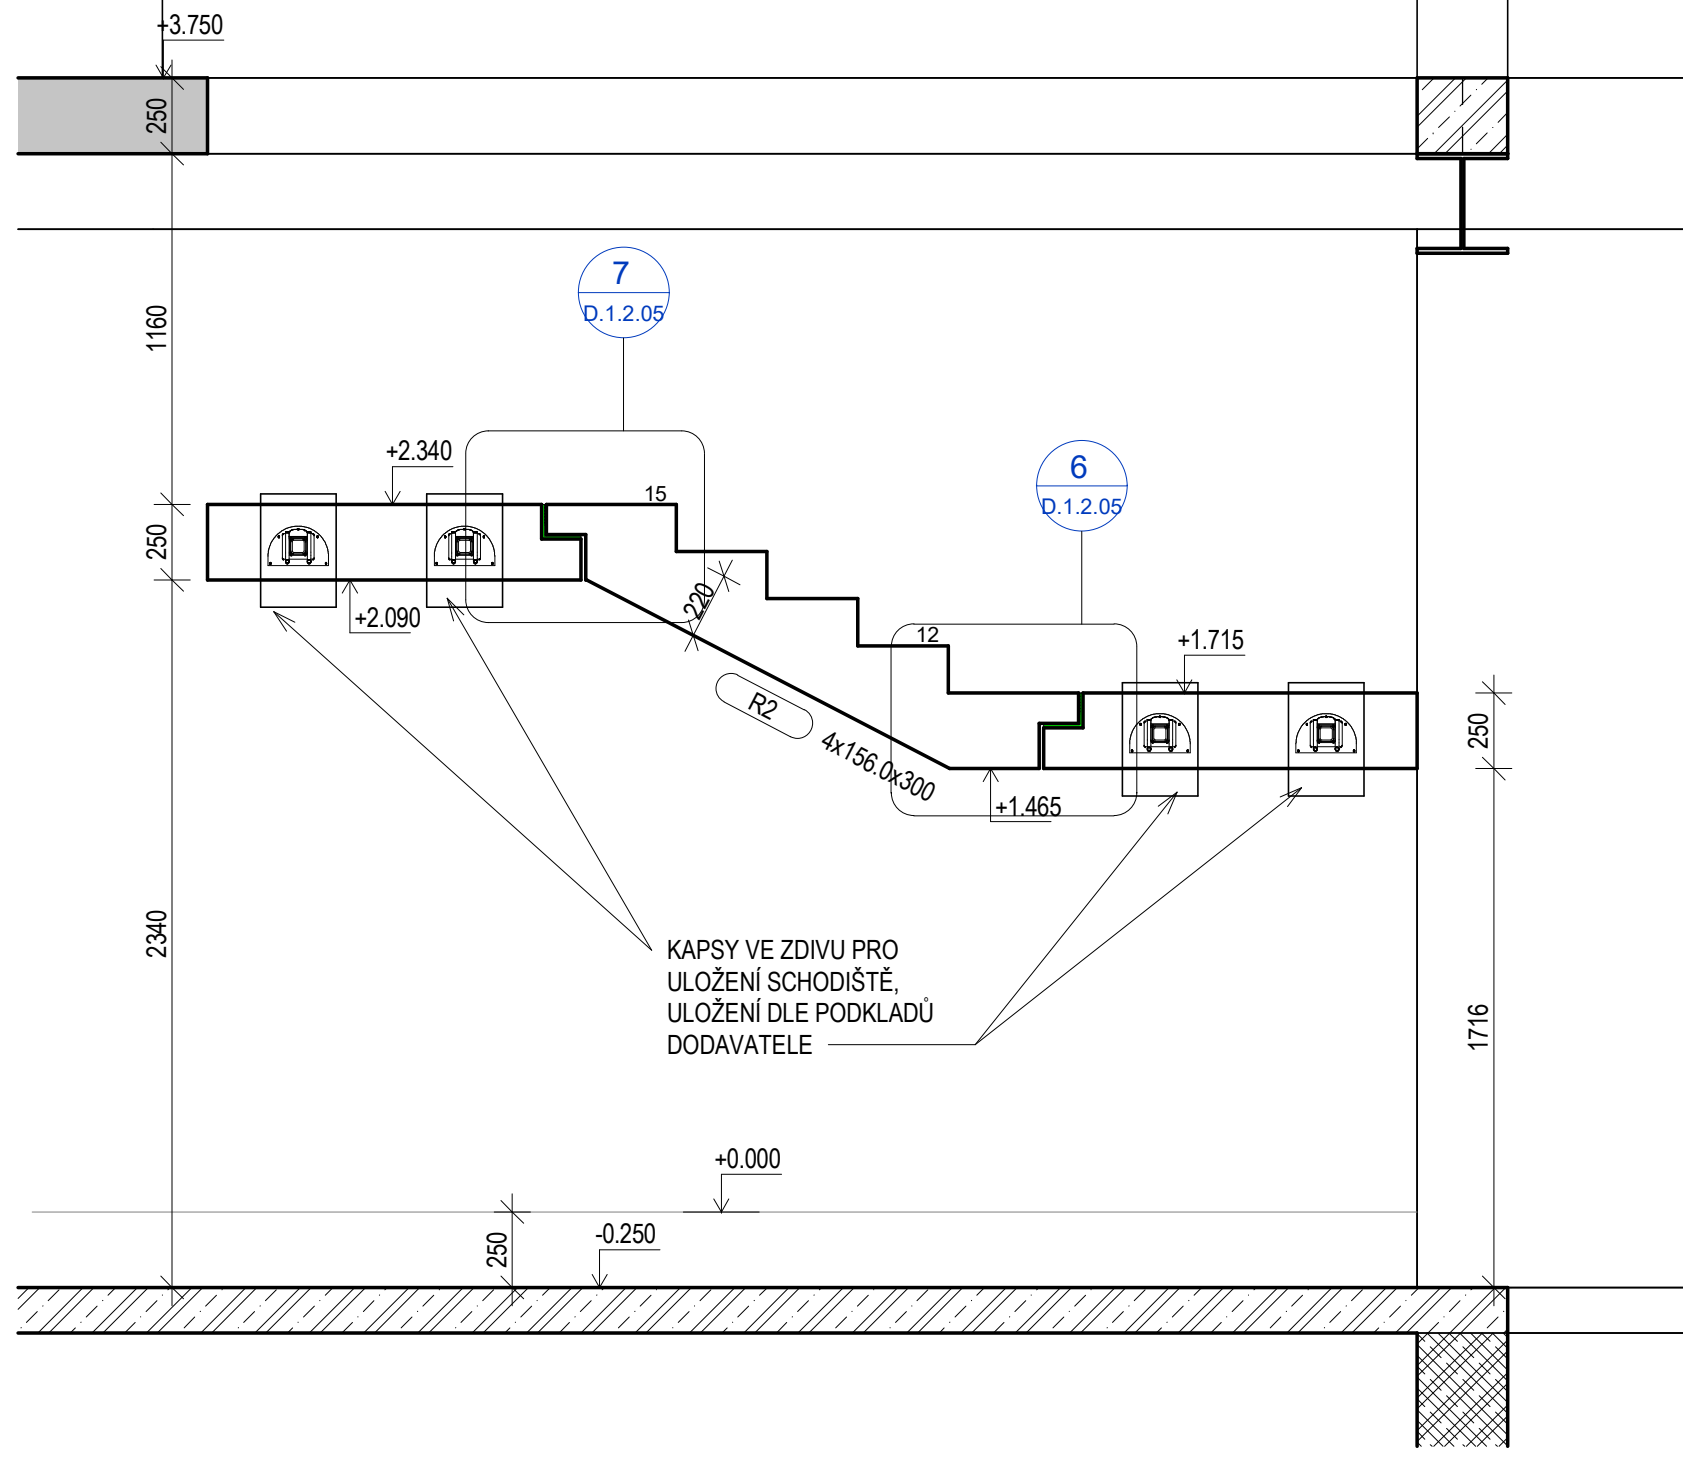 +3.750
250
7
D.1.2.05
1160
6
D.1.2.05
+2.340
15
250
+2.090
220
12
+1.715
R2
4x156.0x300
250
+1.465
2340
KAPSY VE ZDIVU PRO
ULOŽENÍ SCHODIŠTĚ,
ULOŽENÍ DLE PODKLADŮ
DODAVATELE
1716
+0.000
250
-0.250